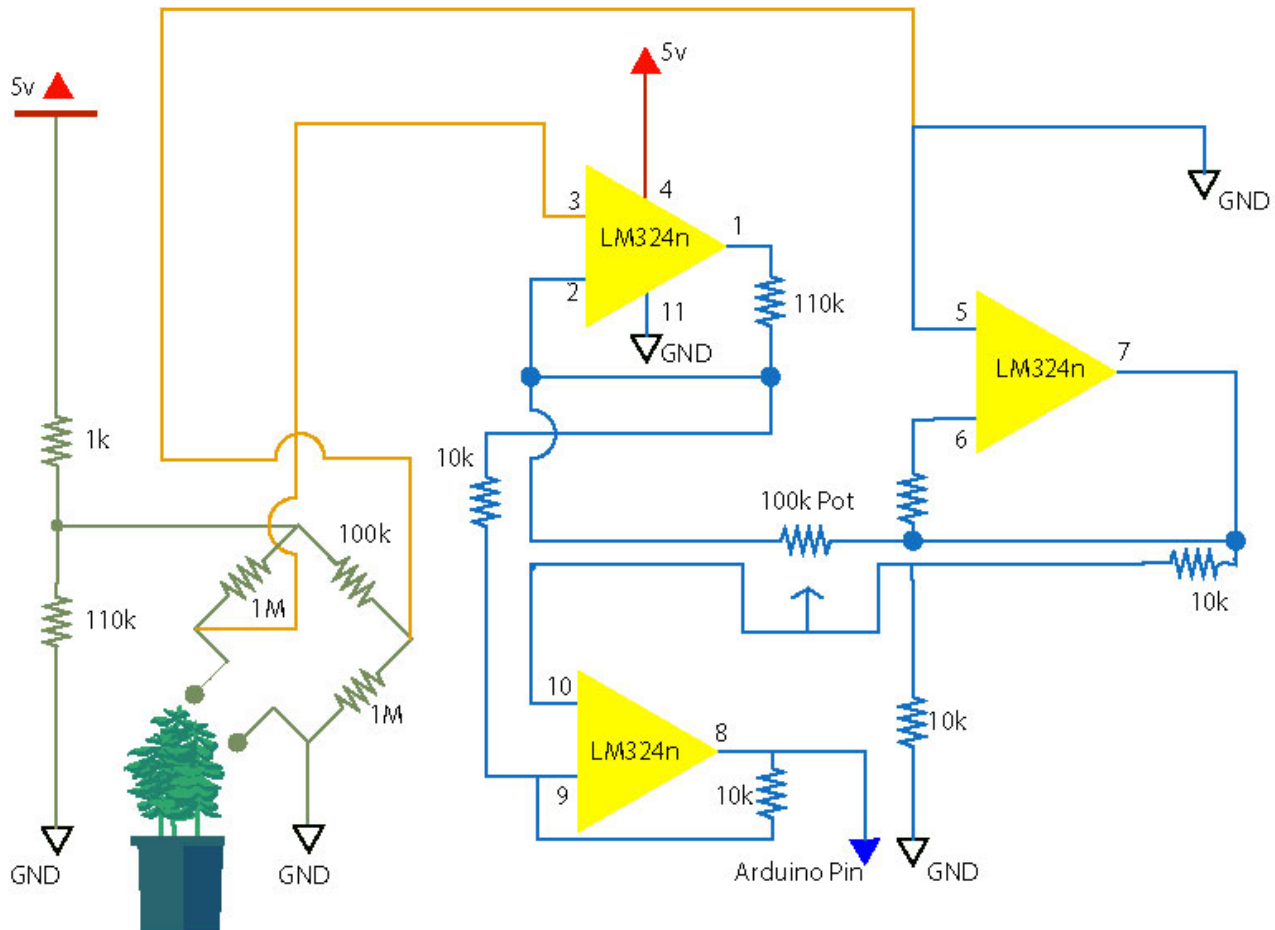 5v
5v
3
4
LM324n
1
2
11
GND
110k
GND
5
LM324n
7
6
1k
10k
100k Pot
100k
1M
110k
10k
1M
10
LM324n
8
9
10k
10k
GND
GND
Arduino Pin
GND